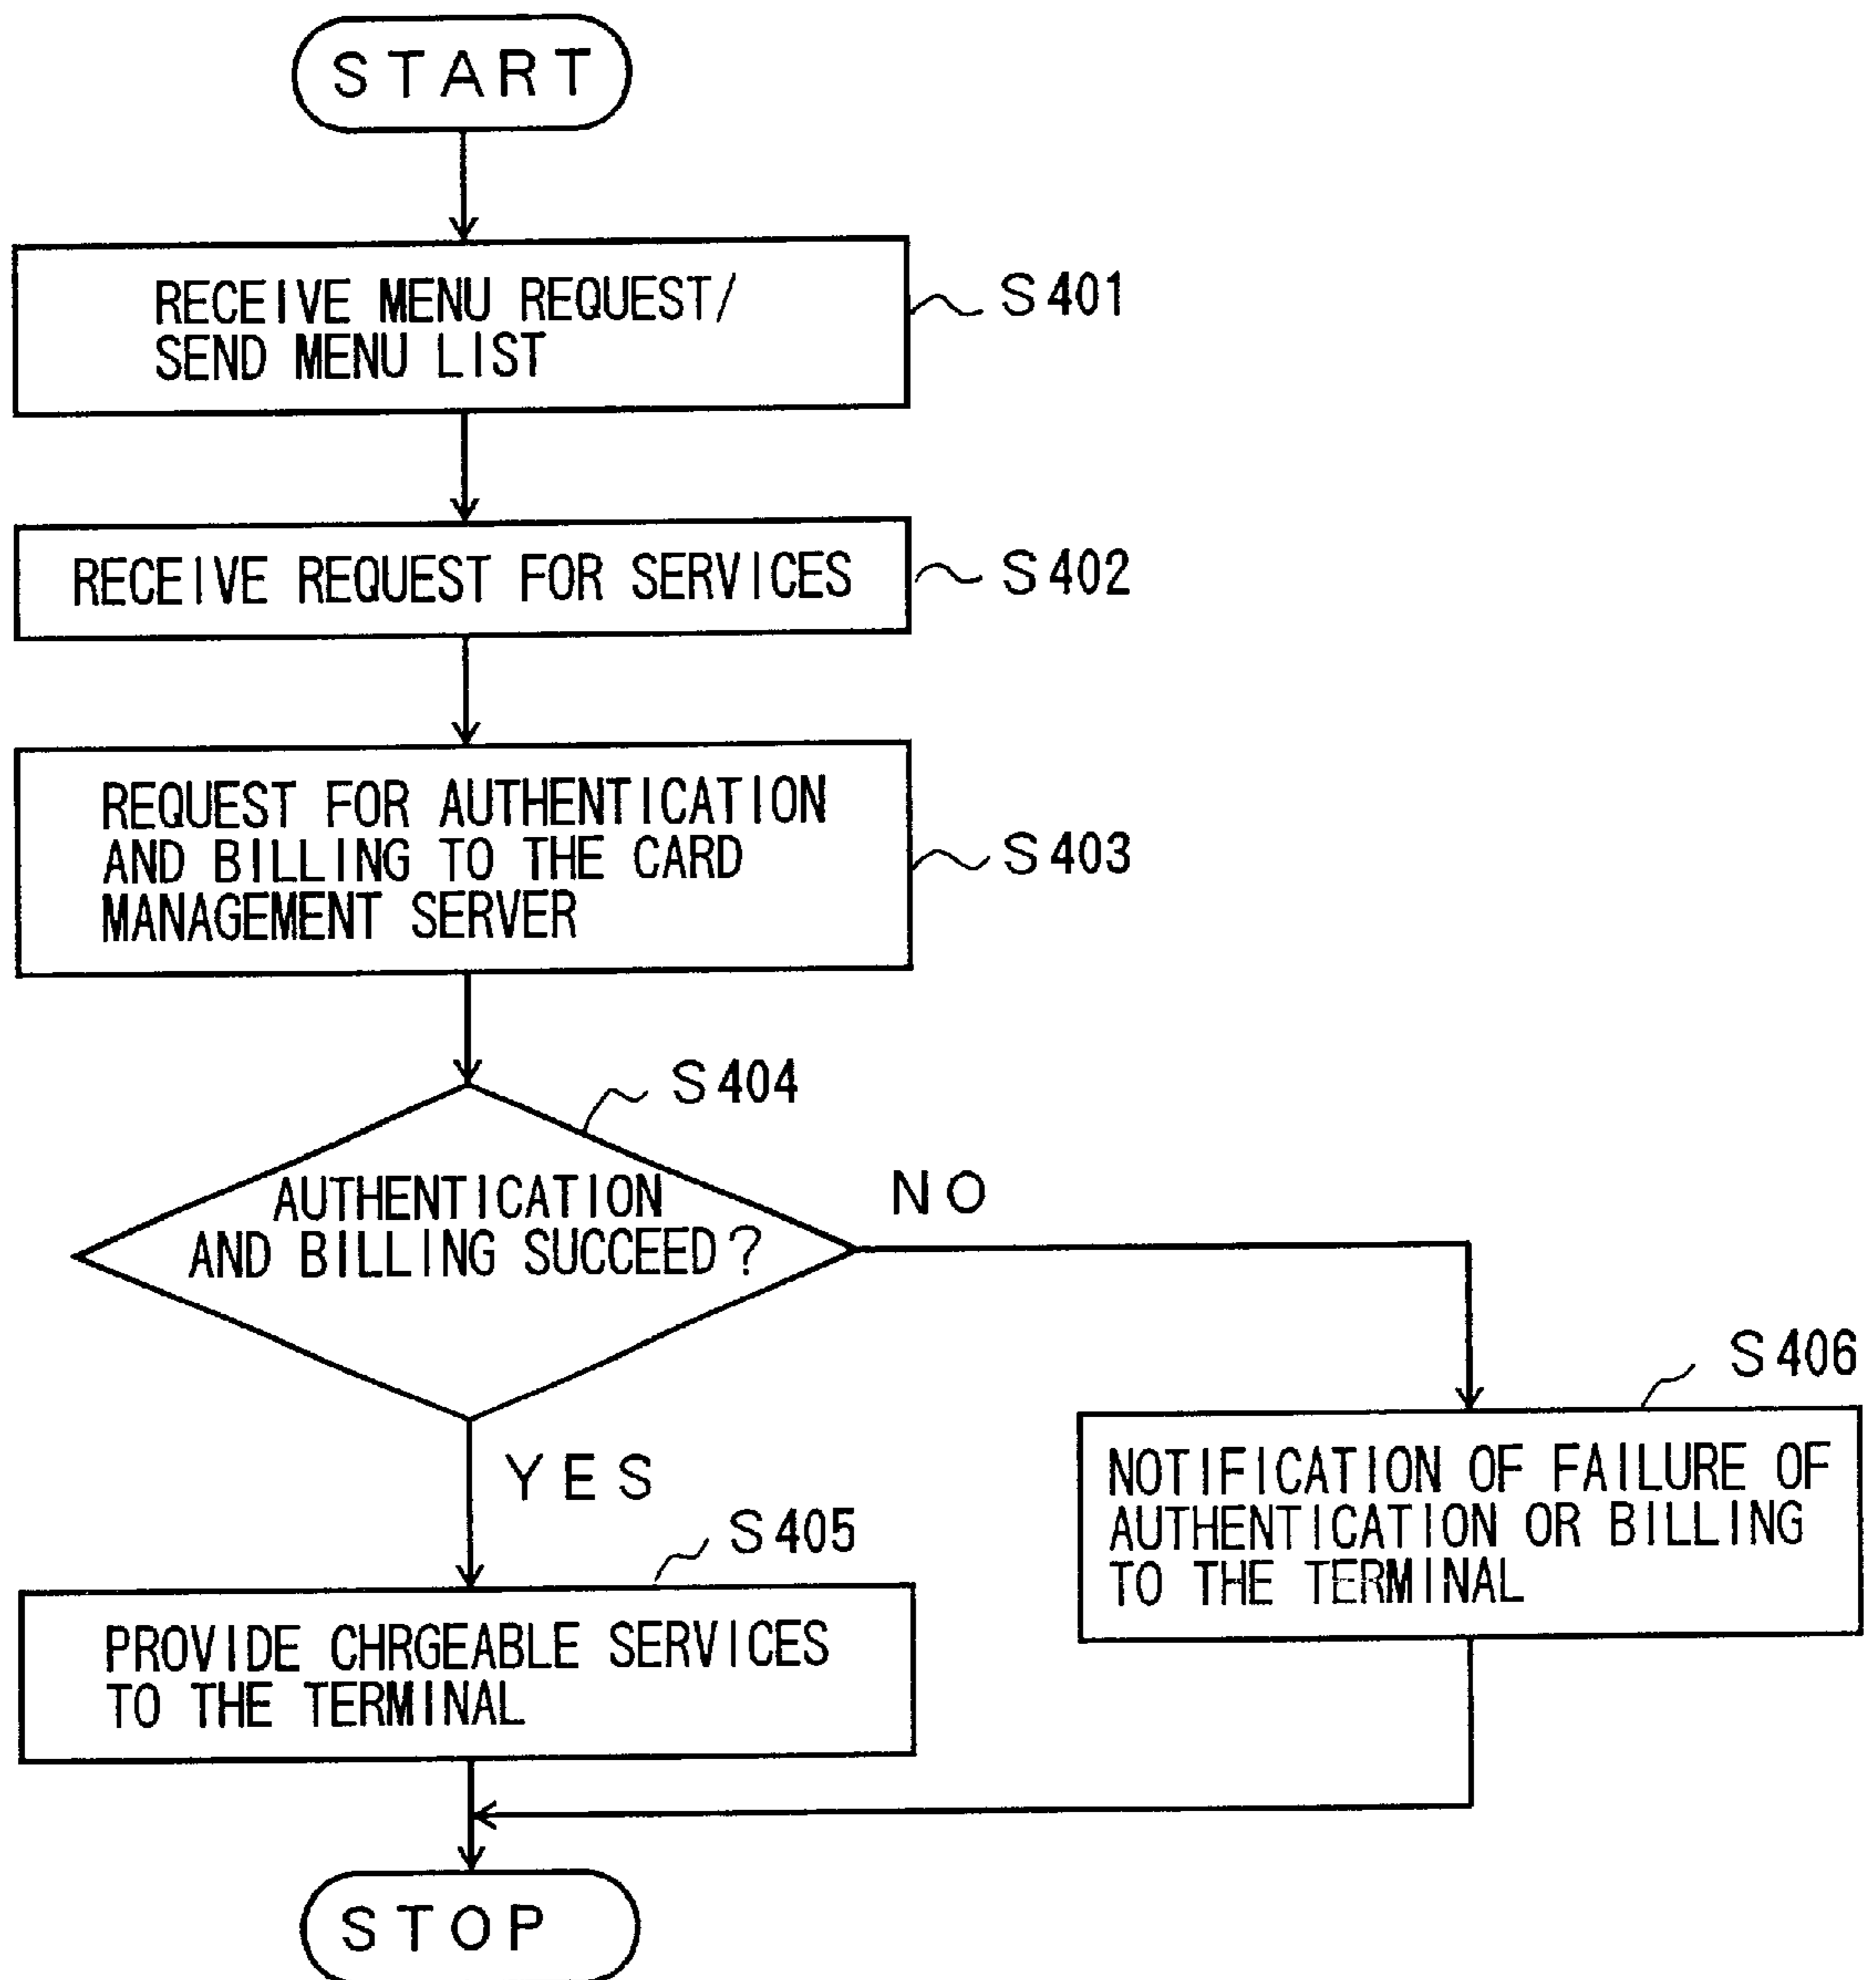 START
RECEIVE MENU REQUEST/
SEND MENU LIST
S401
RECEIVE REQUEST FOR SERVICES
S402
REQUEST FOR AUTHENTICATION
AND BILLING TO THE CARD
MANAGEMENT SERVER
S403
S404
AUTHENTICATION
AND BILLING SUCCEED?
NO
YES
S406
NOTIFICATION OF FAILURE OF
AUTHENTICATION OR BILLING
TO THE TERMINAL
S405
PROVIDE CHRGEABLE SERVICES
TO THE TERMINAL
STOP